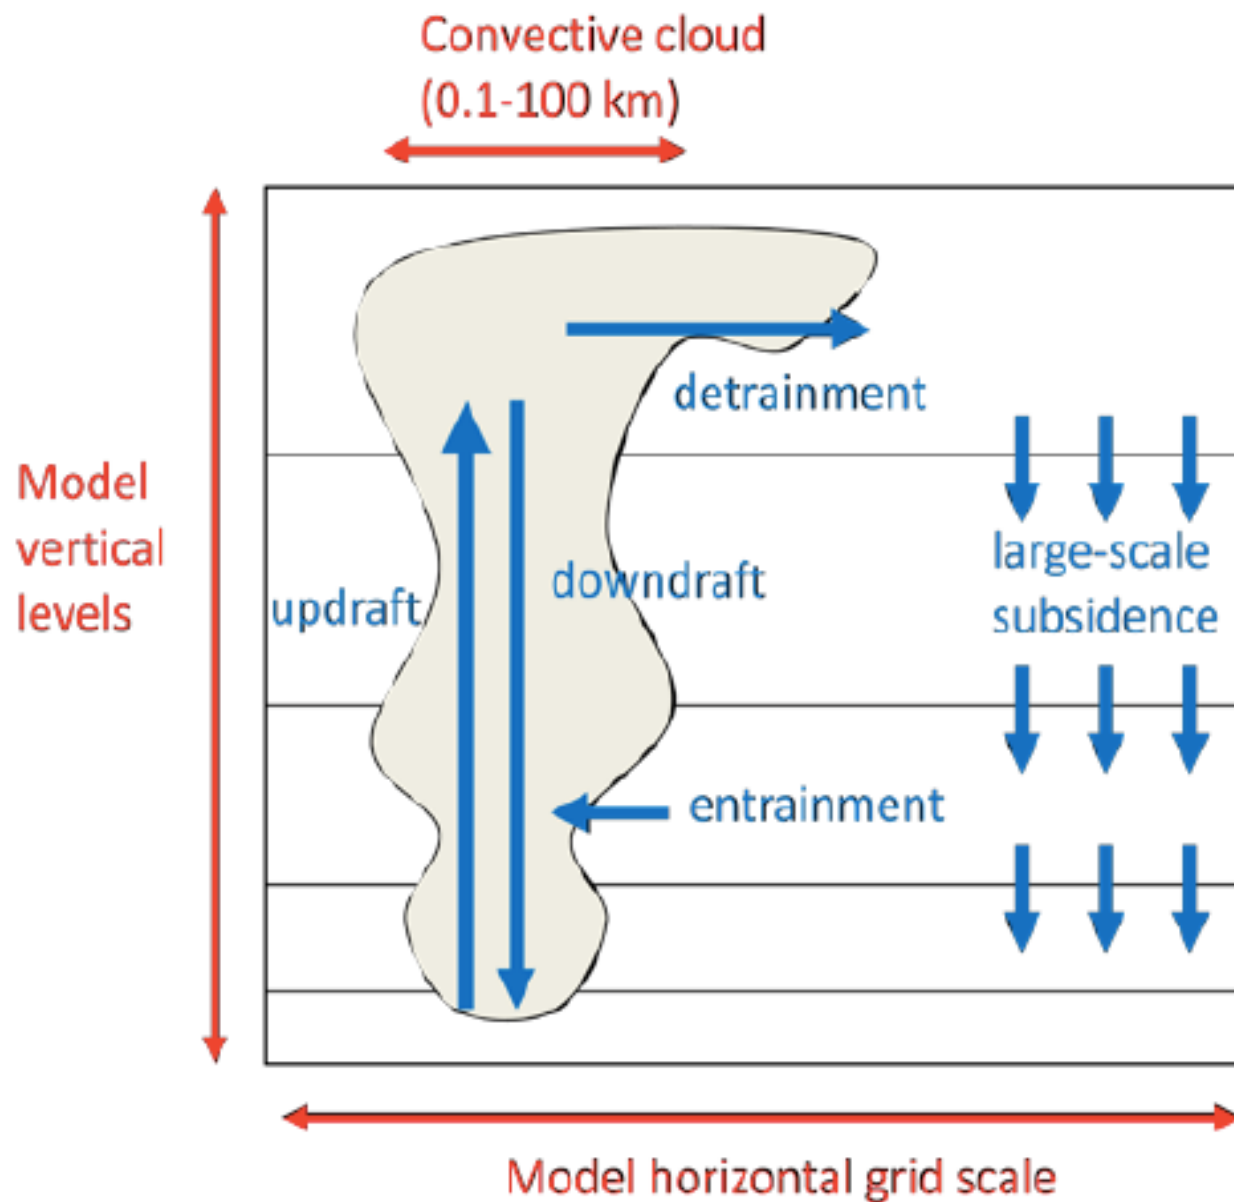 Convective cloud
(0.1-100 km)
detrainment
Model
vertical
levels
large-scale
subsidence
updraft
downdraft
entrainment
Model horizontal grid scale